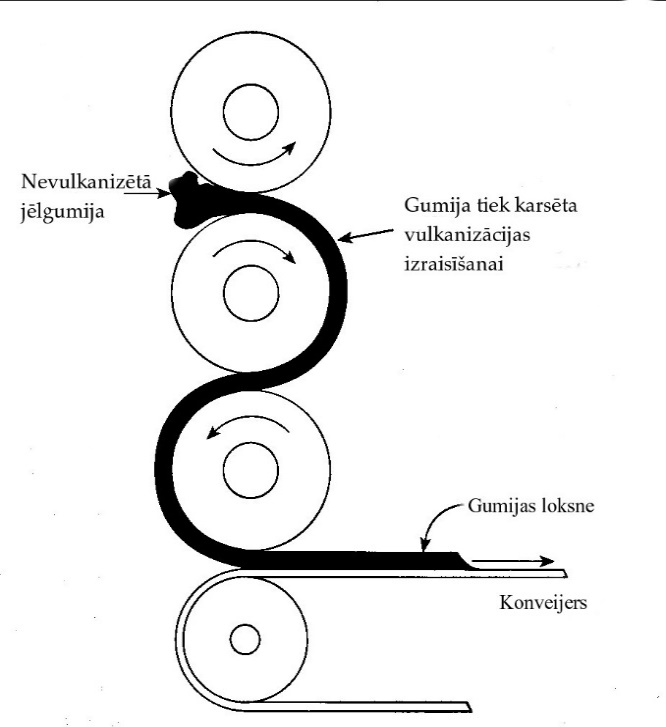 Nevulkanizētā
jēlgumija
Gumija tiek karsēta
vulkanizācijas
izraisīšanai
Gumijas loksne
Konveijers